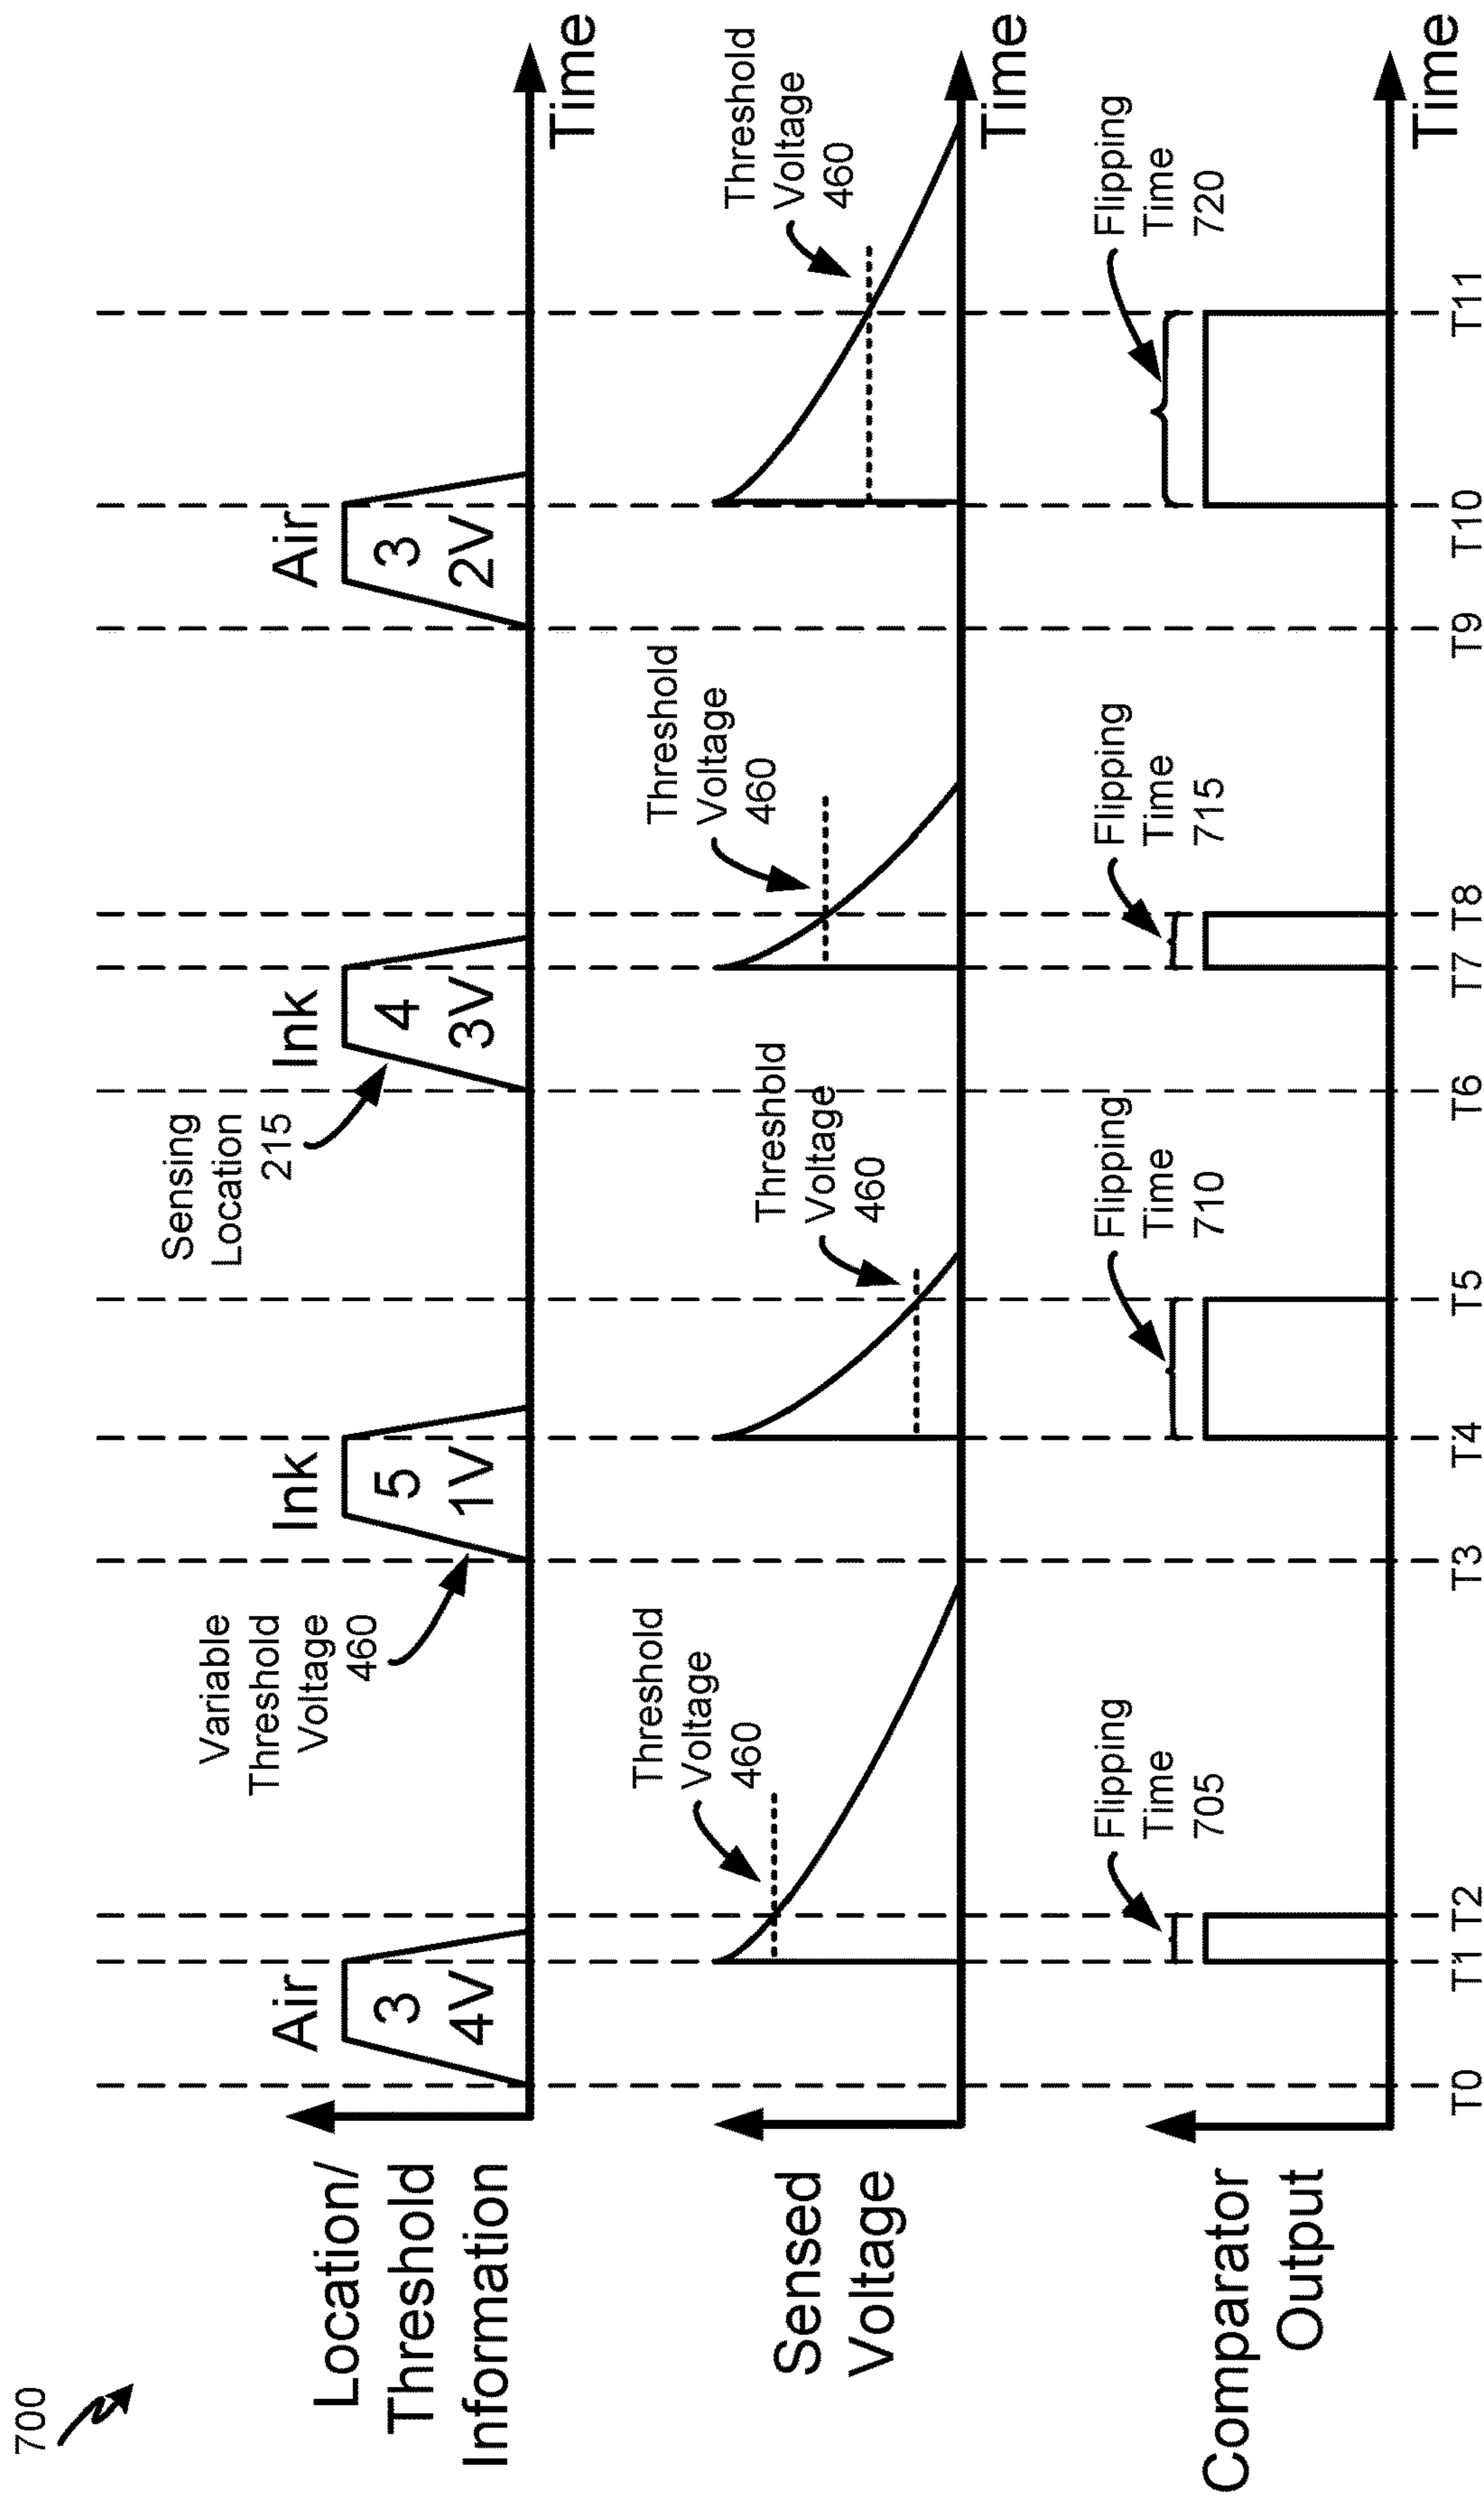 700
Location/
Threshold
Information
Air
3
4V
Variable
Threshold
Voltage
460
Ink
5
1V
Sensing
Location
215
Ink
4
3V
Air
3
2V
Time
Sensed
Voltage
Threshold
Voltage
460
Threshold
Voltage
460
Threshold
Voltage
460
Threshold
Voltage
460
Time
Comparator
Output
Flipping
Time
705
Flipping
Time
710
Flipping
Time
715
Flipping
Time
720
Time
T0 T1 T2 T3 T4 T5 T6 T7 T8 T9 T10 T11